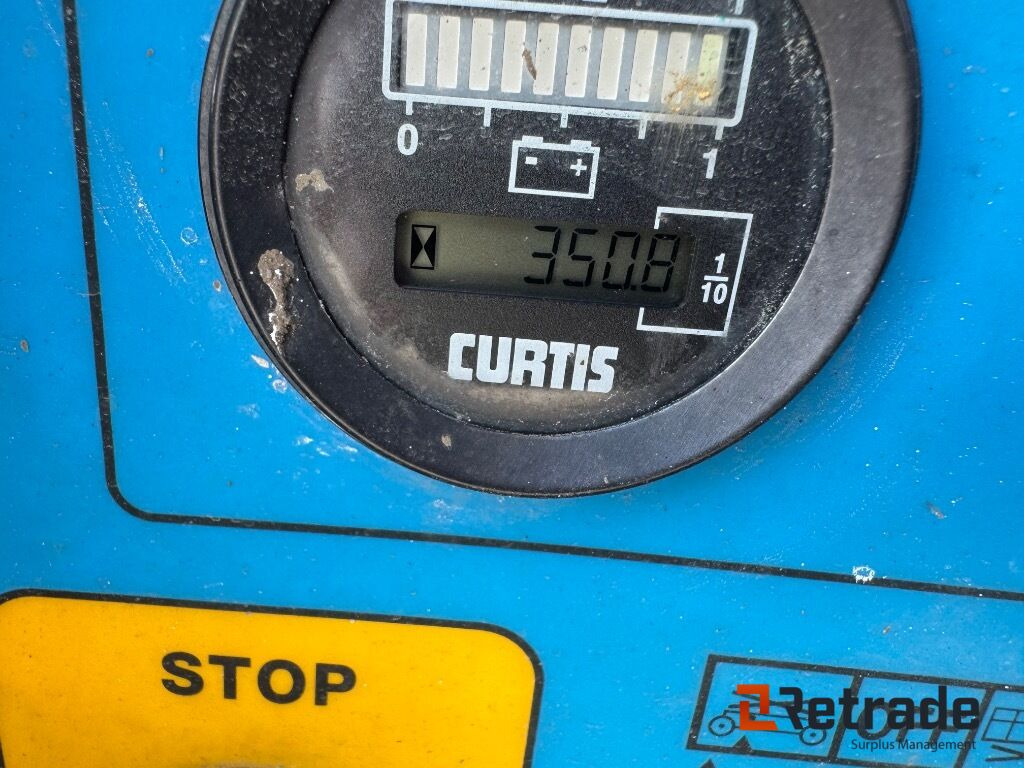 0 1
- +
350.8
1
10
CURTIS
STOP
Retrade
Surplus Management